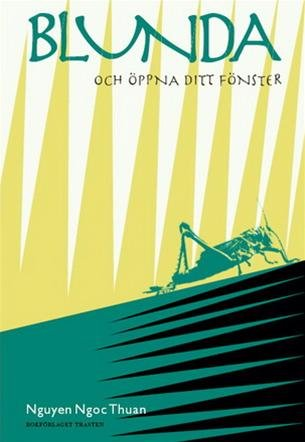 BLUNDA
OCH ÖPPNA DITT FÖNSTER
Nguyen Ngoc Thuan
BOKFÖRLAGET TRASTEN